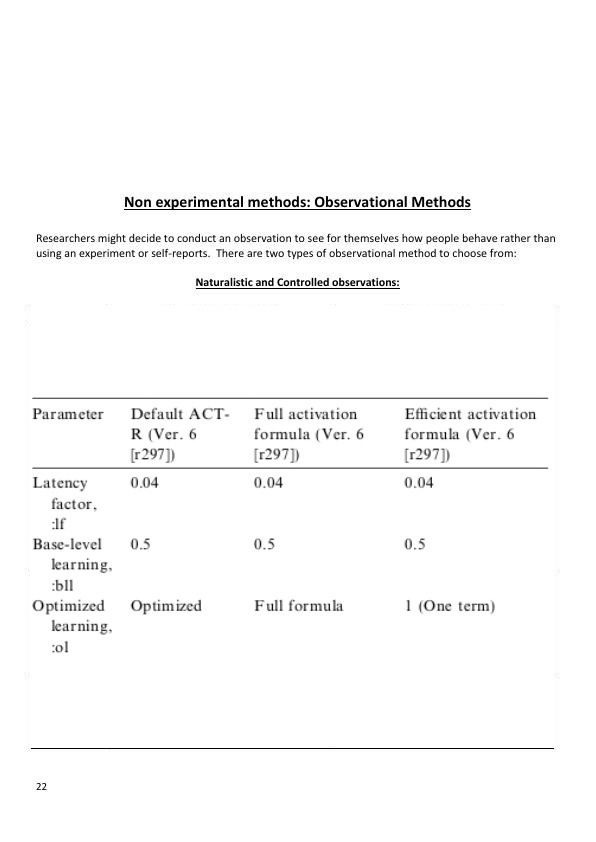 Non experimental methods: Observational Methods
Researchers might decide to conduct an observation to see for themselves how people behave rather than
using an experiment or self-reports.  There are two types of observational method to choose from:
Naturalistic and Controlled observations:
Parameter Default ACT- Full activation Efficient activation
R (Ver. 6 formula (Ver. 6 formula (Ver. 6
[r297]) [r297]) [r297])
Latency 0.04 0.04 0.04
factor,
:lf
Base-level 0.5 0.5 0.5
learning,
:bll
Optimized Optimized Full formula 1 (One term)
learning,
:ol
22